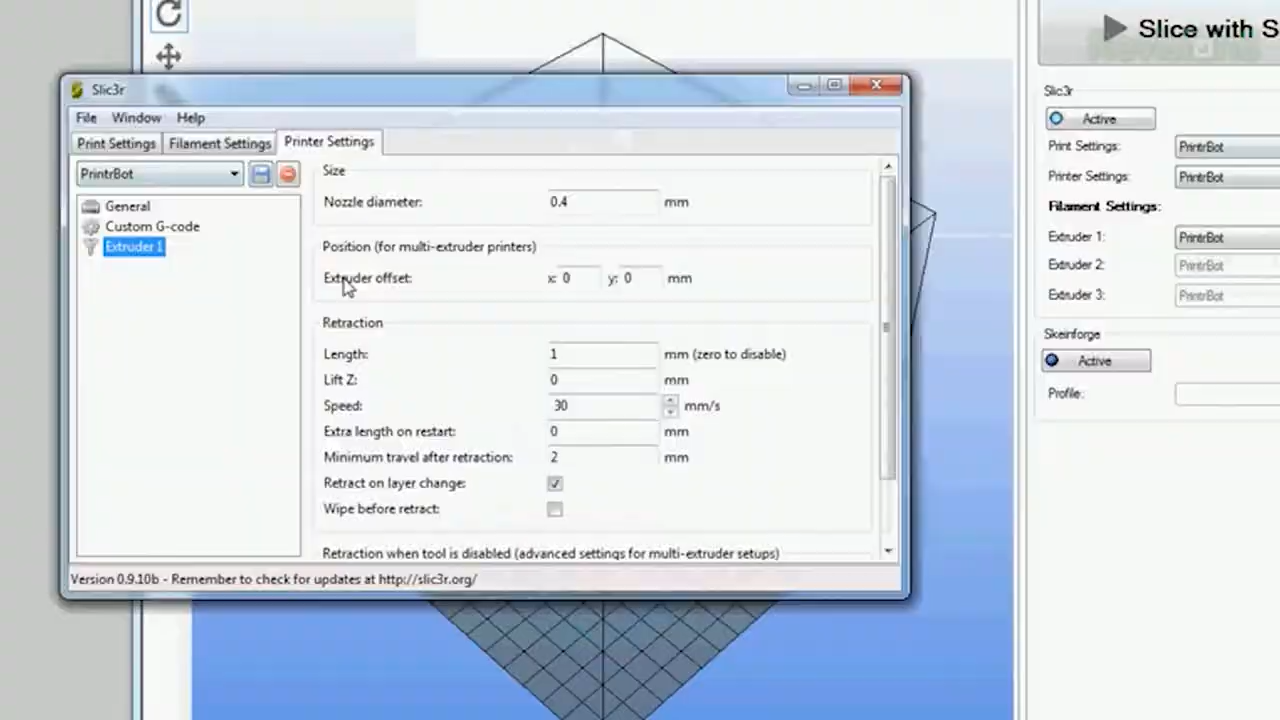 Slice with S
Slic3r
File Window Help
Print Settings Filament Settings Printer Settings
PrintrBot
General
Custom G-code
Extruder 1
Size
Nozzle diameter: 0.4 mm
Position (for multi-extruder printers)
Extruder offset: x: 0 y: 0 mm
Retraction
Length: 1 mm (zero to disable)
Lift Z: 0 mm
Speed: 30 mm/s
Extra length on restart: 0 mm
Minimum travel after retraction: 2 mm
Retract on layer change:
Wipe before retract:
Retraction when tool is disabled (advanced settings for multi-extruder setups)
Version 0.9.10b - Remember to check for updates at http://slic3r.org/
Slic3r
Active
Print Settings: PrintrBot
Printer Settings: PrintrBot
Filament Settings:
Extruder 1: PrintrBot
Extruder 2: PrintrBot
Extruder 3: PrintrBot
Skeinforge
Active
Profile: